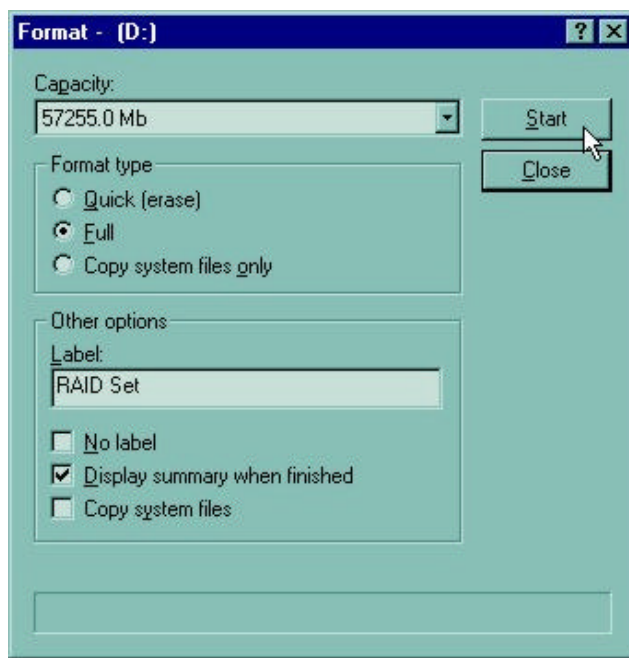 Format - (D:)
Capacity:
57255.0 Mb
Start
Close
Format type
Quick (erase)
Full
Copy system files only
Other options
Label:
RAID Set
No label
Display summary when finished
Copy system files